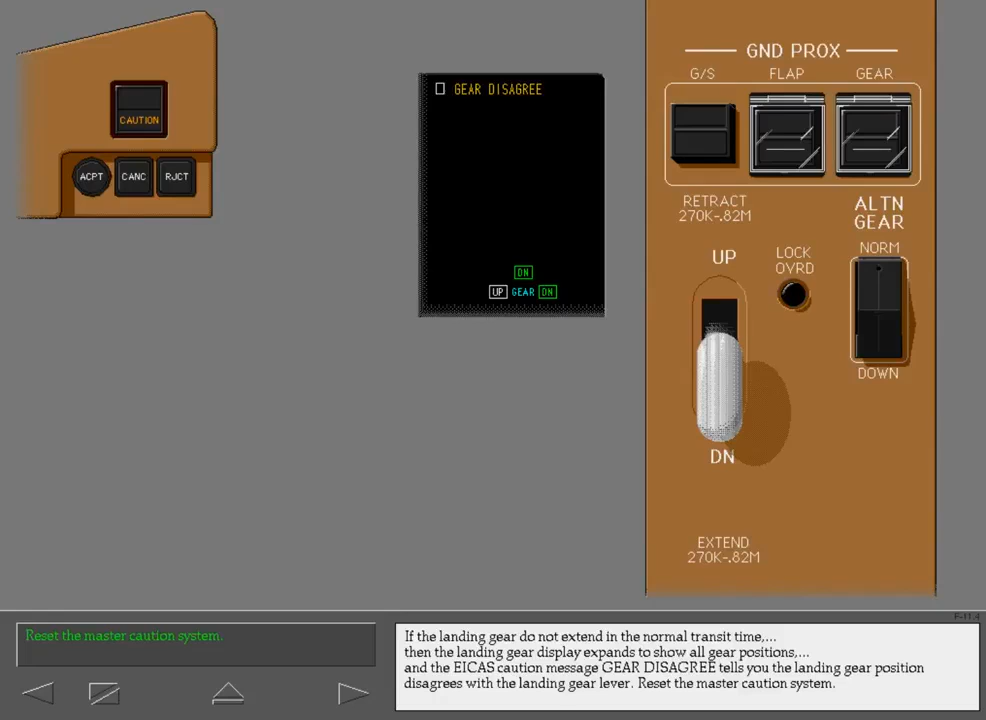 CAUTION
ACPT
CANC
RJCT
GEAR DISAGREE
DN
UP GEAR DN
GND PROX
G/S
FLAP
GEAR
RETRACT
270K-.82M
ALTN
GEAR
UP
LOCK
OVRD
NORM
DOWN
DN
EXTEND
270K-.82M
Reset the master caution system.
If the landing gear do not extend in the normal transit time,...
then the landing gear display expands to show all gear positions,...
and the EICAS caution message GEAR DISAGREE tells you the landing gear position
disagrees with the landing gear lever. Reset the master caution system.